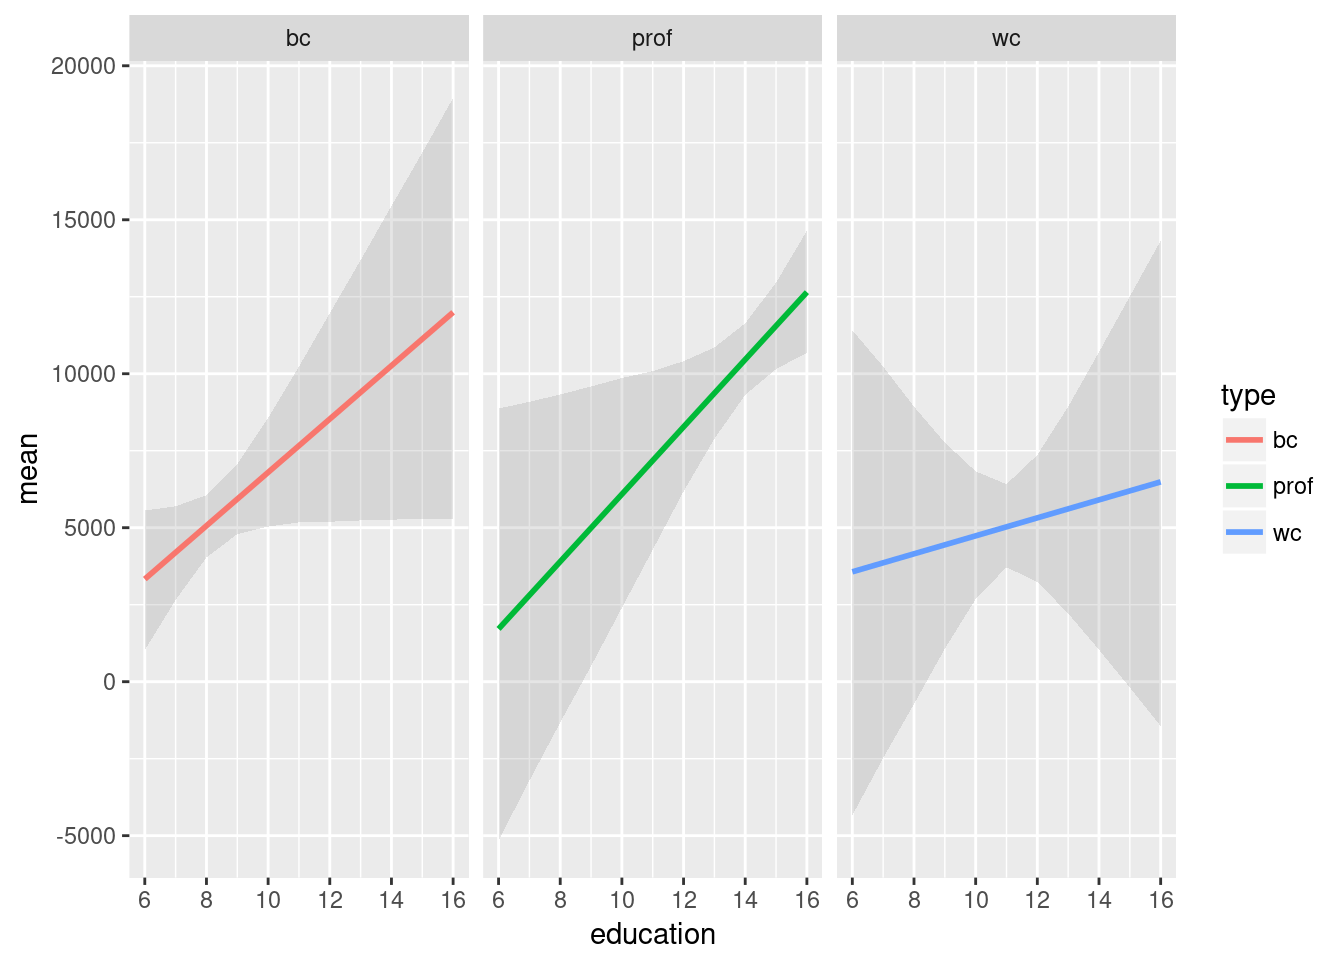 bc prof wc
20000
15000
10000
5000
0
-5000
mean
6 8 10 12 14 16 6 8 10 12 14 16 6 8 10 12 14 16
education
type
bc
prof
wc